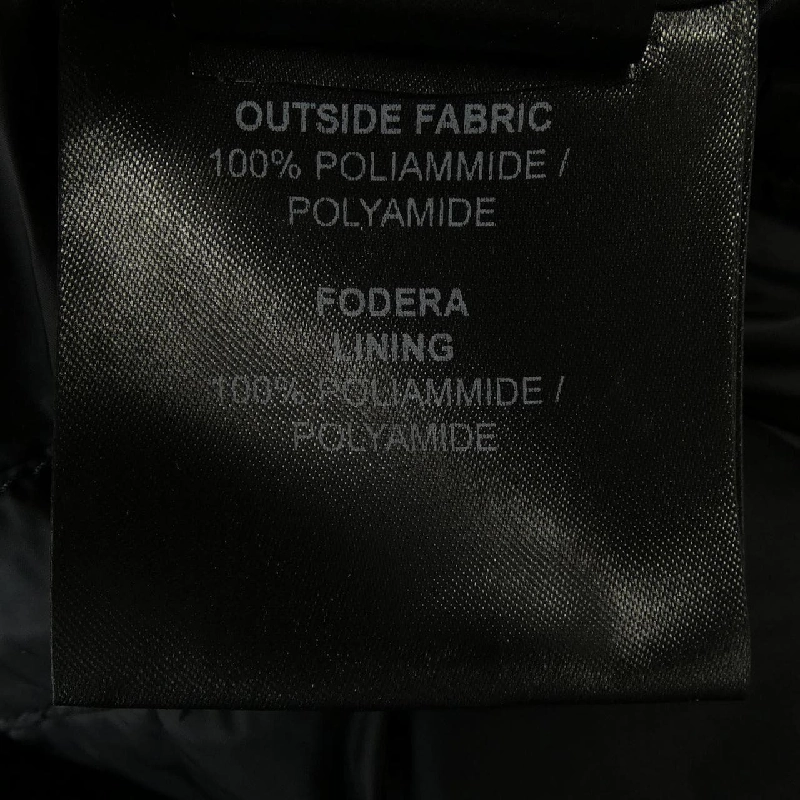 OUTSIDE FABRIC
100% POLIAMMIDE /
POLYAMIDE
FODERA
LINING
100% POLIAMMIDE /
POLYAMIDE